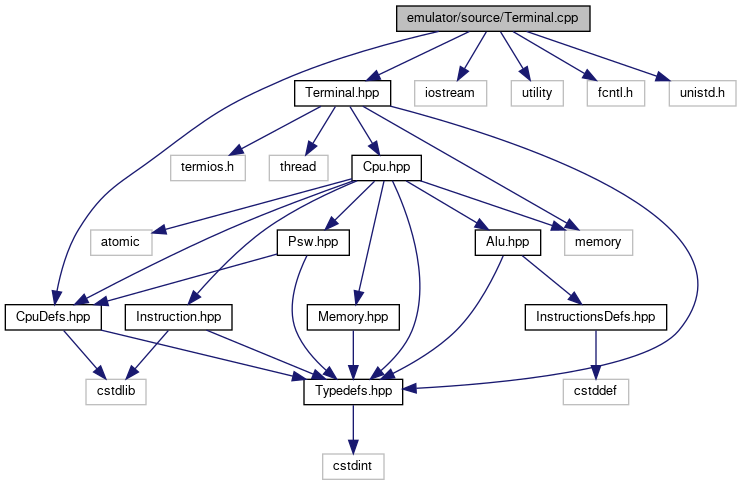 emulator/source/Terminal.cpp
Terminal.hpp
iostream
utility
fcntl.h
unistd.h
termios.h
thread
Cpu.hpp
atomic
Psw.hpp
Alu.hpp
memory
CpuDefs.hpp
Instruction.hpp
Memory.hpp
InstructionsDefs.hpp
cstdlib
Typedefs.hpp
cstddef
cstdint